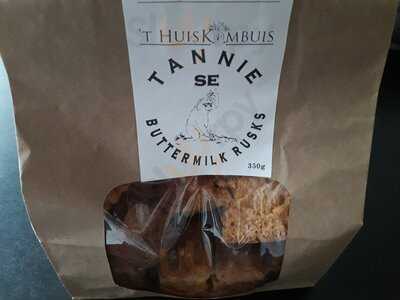 't HuisKombuis
TANNIE
SE
BUTTERMILK RUSKS
350g